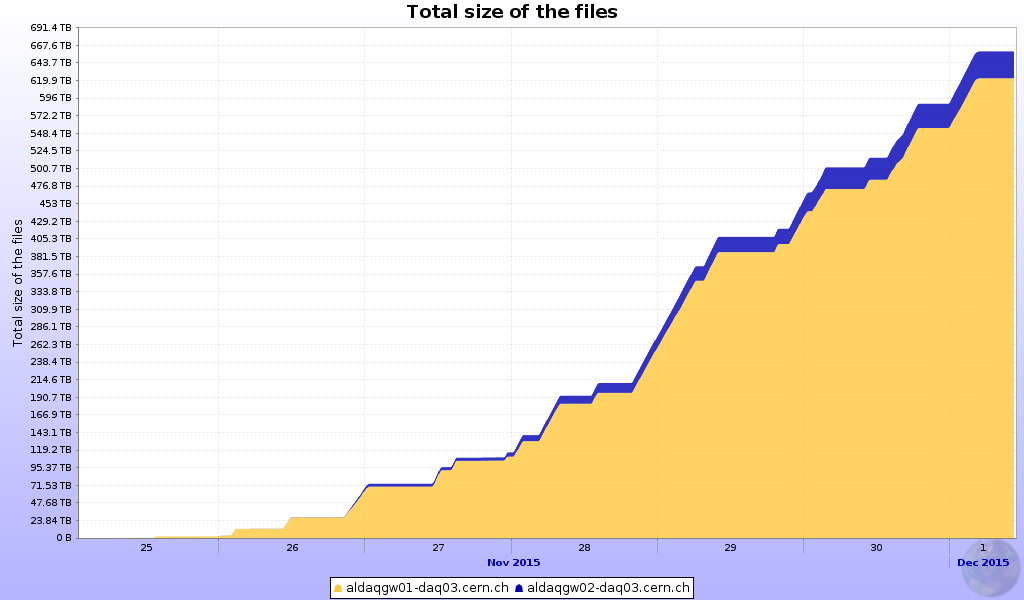 Total size of the files
691.4 TB
667.6 TB
643.7 TB
619.9 TB
596 TB
572.2 TB
548.4 TB
524.5 TB
500.7 TB
476.8 TB
453 TB
429.2 TB
405.3 TB
381.5 TB
357.6 TB
333.8 TB
309.9 TB
286.1 TB
262.3 TB
238.4 TB
214.6 TB
190.7 TB
166.9 TB
143.1 TB
119.2 TB
95.37 TB
71.53 TB
47.68 TB
23.84 TB
0 B
Total size of the files
25 26 27 28 29 30 1
Nov 2015 Dec 2015
aldaqgw01-daq03.cern.ch aldaqgw02-daq03.cern.ch